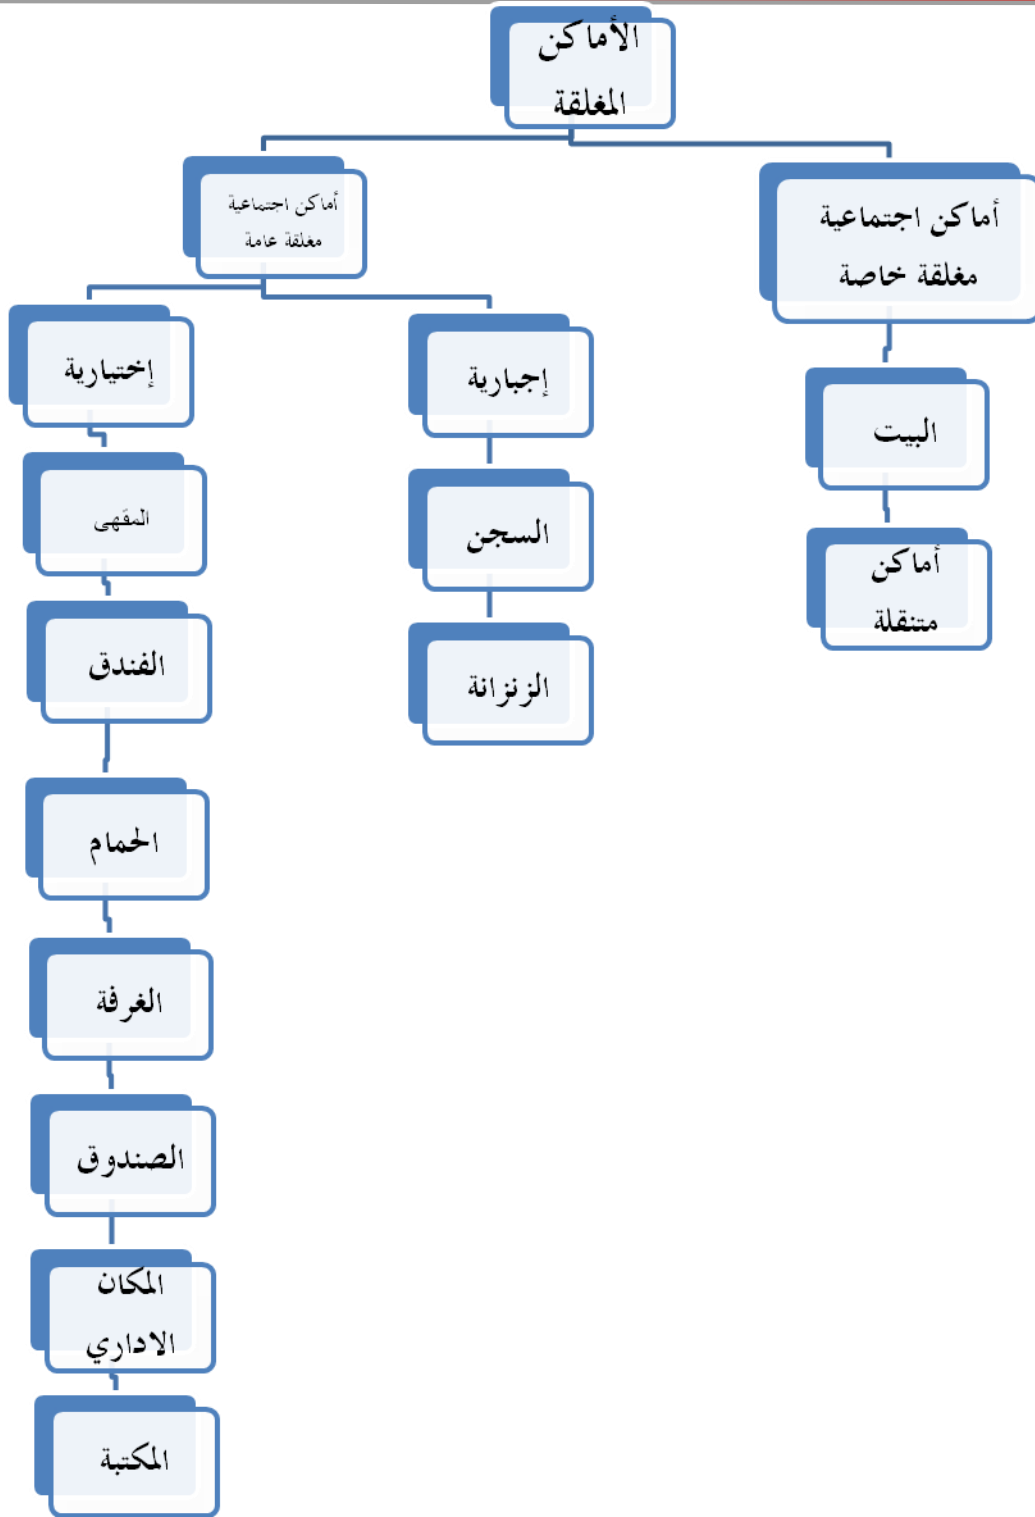 الأماكن
المغلقة
أماكن اجتماعية
مغلقة خاصة
أماكن اجتماعية
مغلقة عامة
البيت
أماكن
متنقلة
إجبارية
السجن
الزنزانة
إختيارية
المقهى
الفندق
الحمام
الغرفة
الصندوق
المكان
الاداري
المكتبة